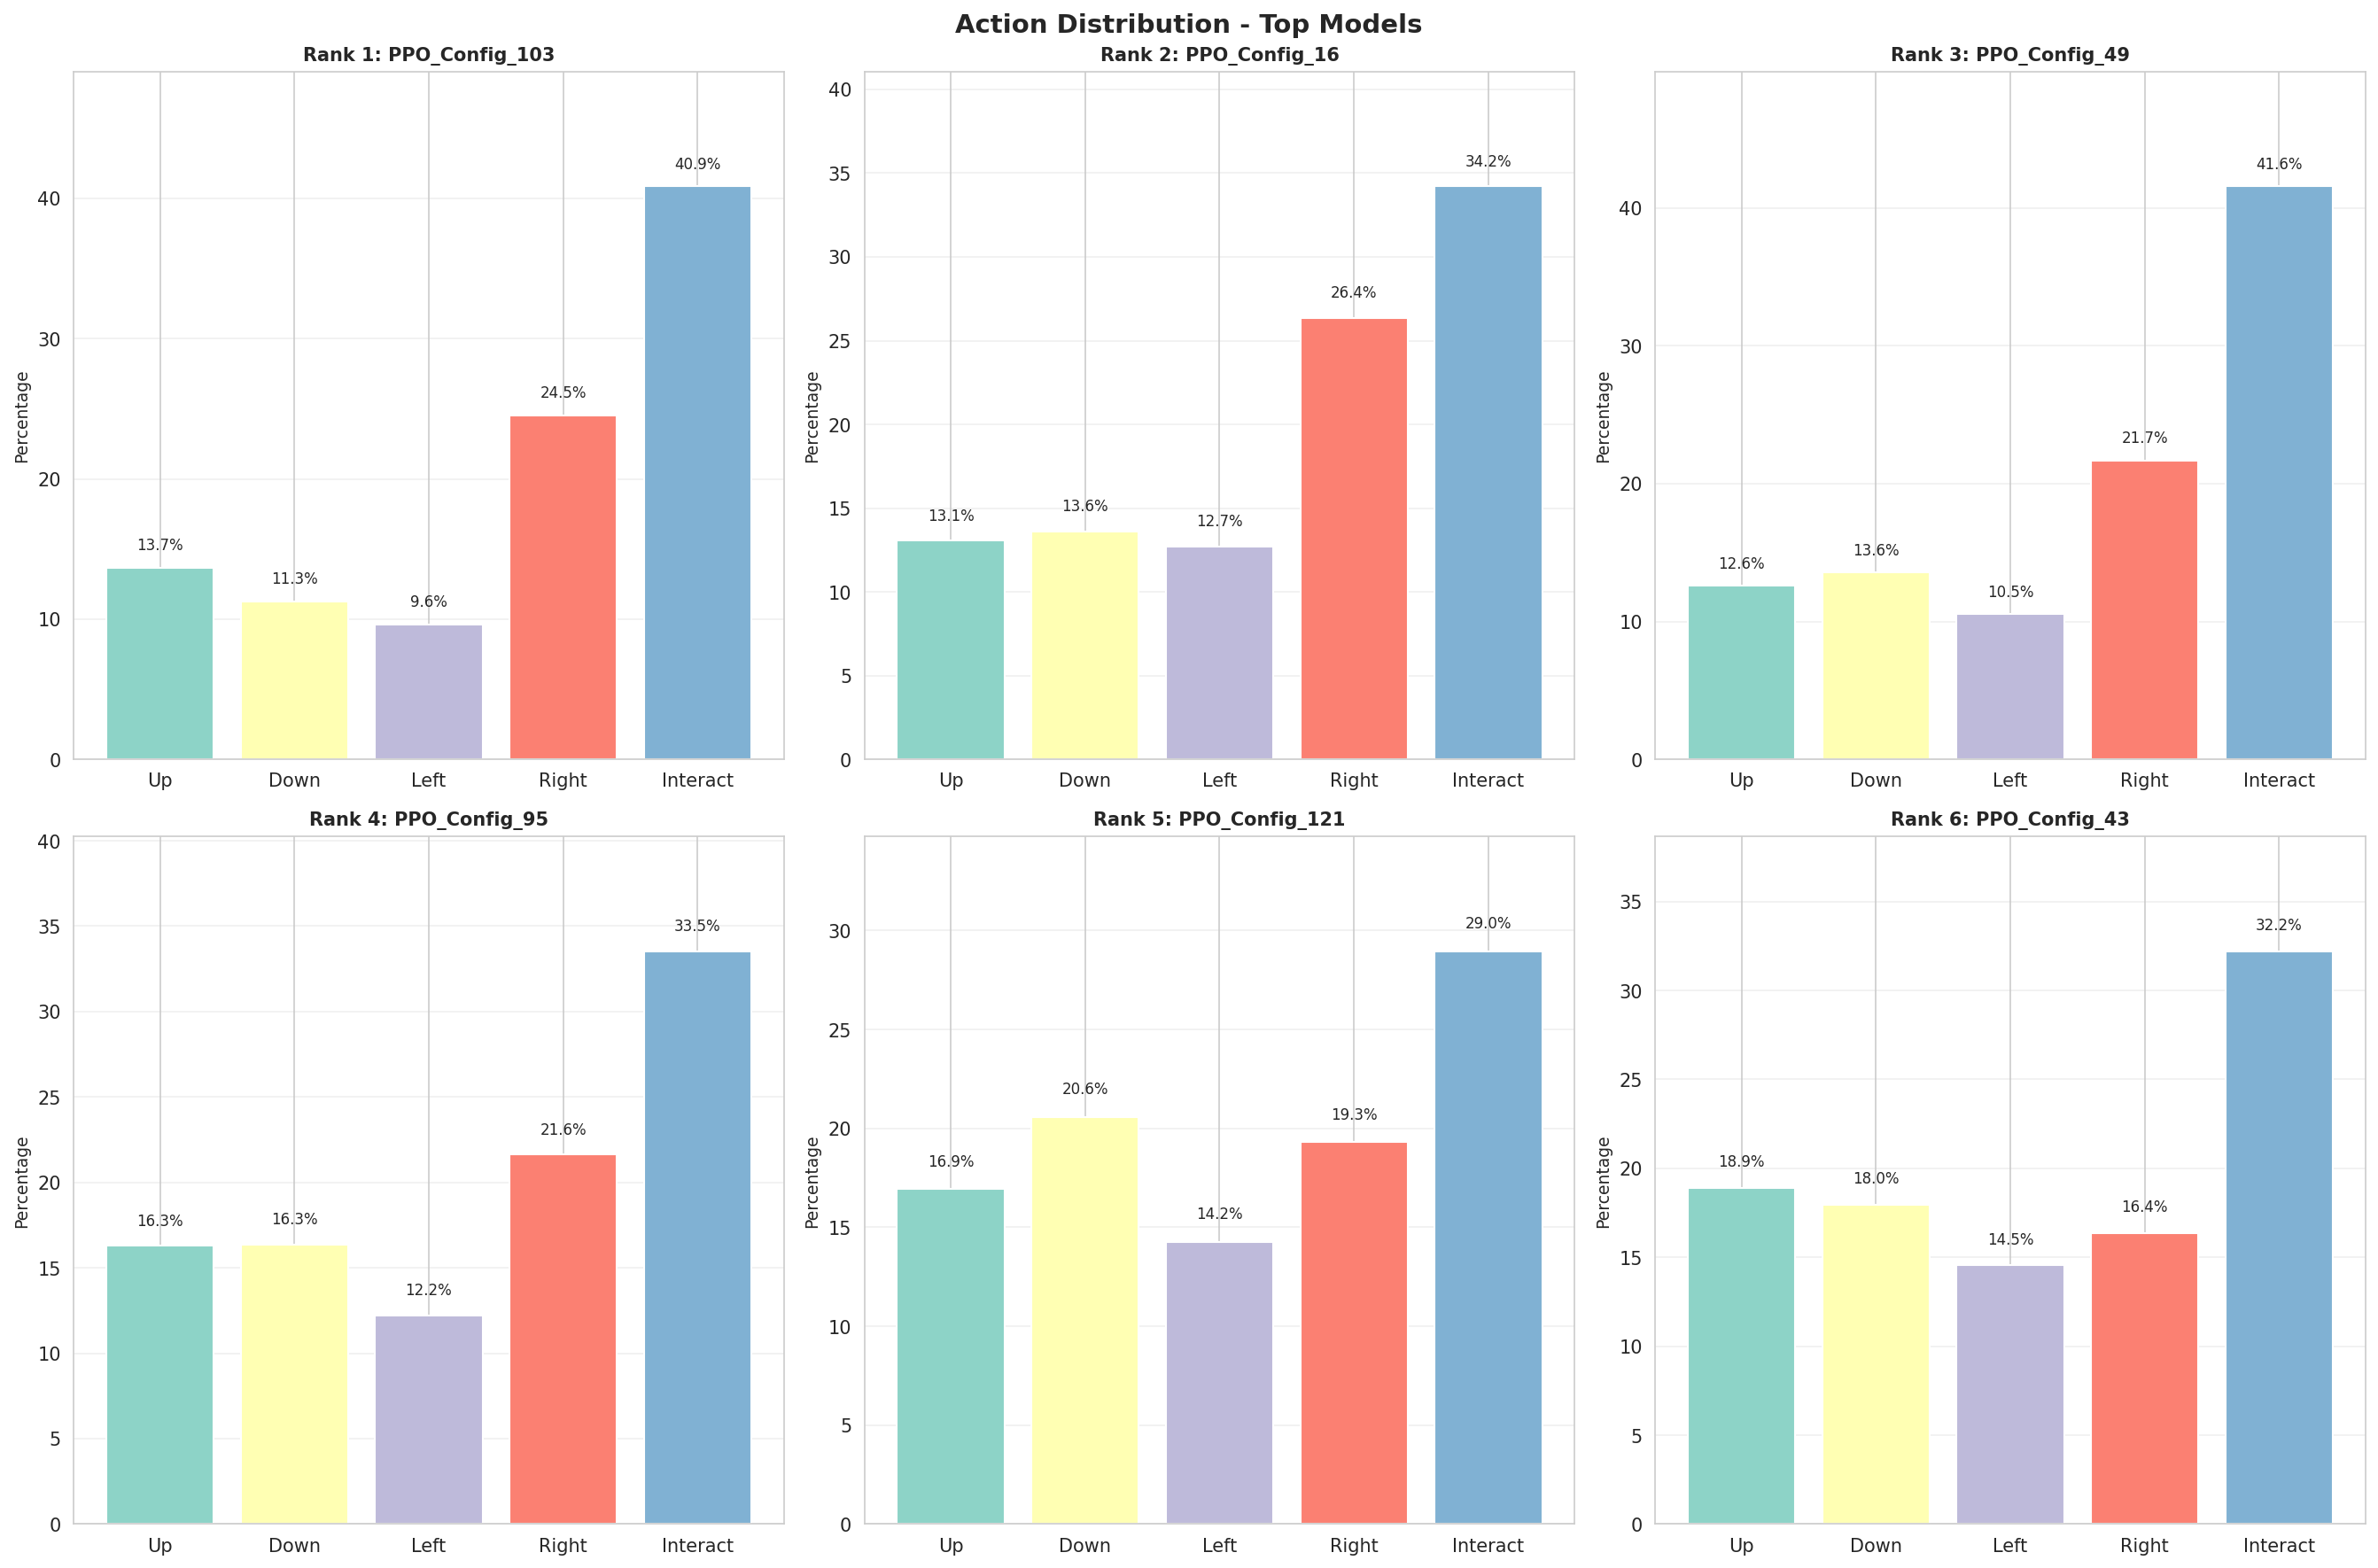 Action Distribution - Top Models
Rank 1: PPO_Config_103
Percentage
40
30
20
10
0
13.7%
11.3%
9.6%
24.5%
40.9%
Up
Down
Left
Right
Interact
Rank 2: PPO_Config_16
Percentage
40
35
30
25
20
15
10
5
0
13.1%
13.6%
12.7%
26.4%
34.2%
Up
Down
Left
Right
Interact
Rank 3: PPO_Config_49
Percentage
40
30
20
10
0
12.6%
13.6%
10.5%
21.7%
41.6%
Up
Down
Left
Right
Interact
Rank 4: PPO_Config_95
Percentage
40
35
30
25
20
15
10
5
0
16.3%
16.3%
12.2%
21.6%
33.5%
Up
Down
Left
Right
Interact
Rank 5: PPO_Config_121
Percentage
30
25
20
15
10
5
0
16.9%
20.6%
14.2%
19.3%
29.0%
Up
Down
Left
Right
Interact
Rank 6: PPO_Config_43
Percentage
35
30
25
20
15
10
5
0
18.9%
18.0%
14.5%
16.4%
32.2%
Up
Down
Left
Right
Interact